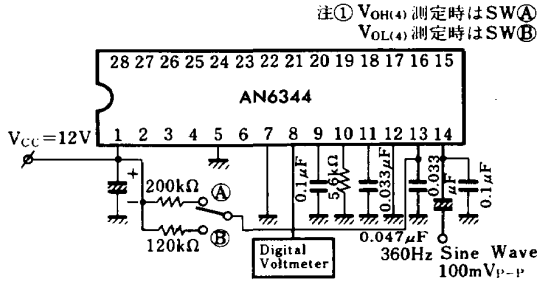 注① VOH(4) 測定時はSWⒶ
VOL(4) 測定時はSWⒷ
28 27 26 25 24 23 22 21 20 19 18 17 16 15
AN6344
1 2 3 4 5 6 7 8 9 10 11 12 13 14
VCC=12V
+
−
200kΩ
Ⓐ
120kΩ
Ⓑ
0.1μF
5.6kΩ
0.033μF
0.033μF
0.1μF
0.047μF
Digital
Voltmeter
360Hz Sine Wave
100mVP-P